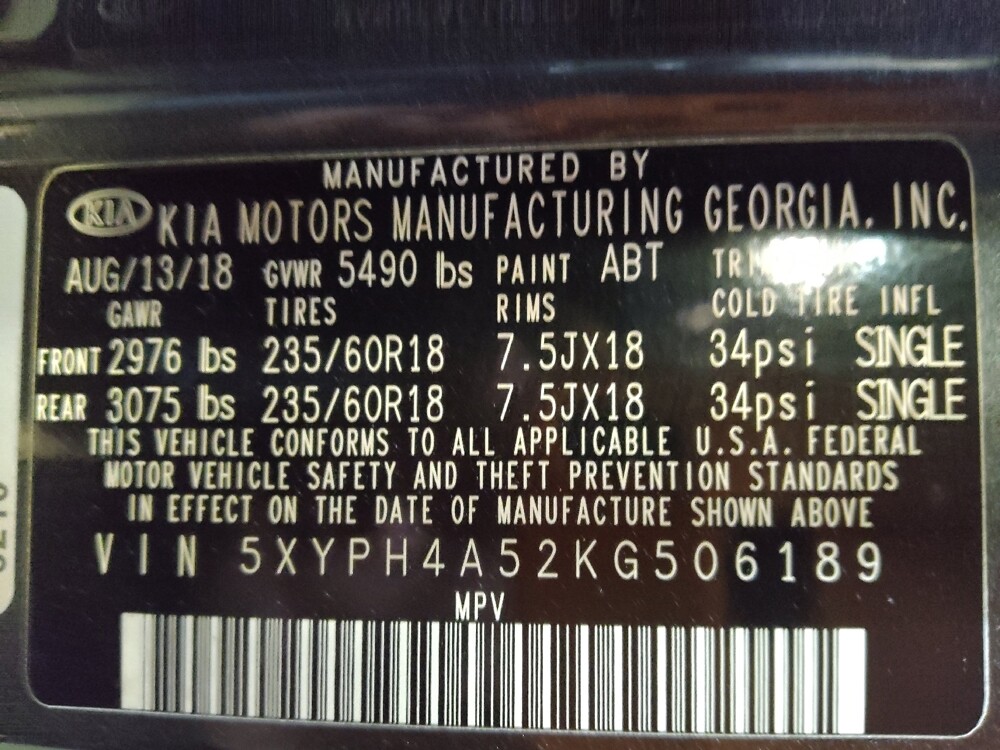 MANUFACTURED BY
KIA KIA MOTORS MANUFACTURING GEORGIA, INC.
AUG/13/18 GVWR 5490 lbs PAINT ABT
GAWR TIRES RIMS COLD TIRE INFL
FRONT 2976 lbs 235/60R18 7.5JX18 34psi SINGLE
REAR 3075 lbs 235/60R18 7.5JX18 34psi SINGLE
THIS VEHICLE CONFORMS TO ALL APPLICABLE U.S.A. FEDERAL
MOTOR VEHICLE SAFETY AND THEFT PREVENTION STANDARDS
IN EFFECT ON THE DATE OF MANUFACTURE SHOWN ABOVE
VIN 5XYPH4A52KG506189
MPV